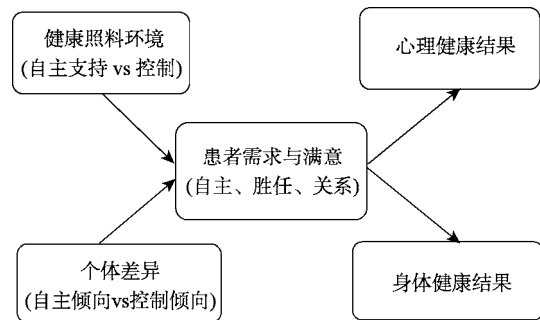 健康照料环境
(自主支持 vs 控制)
心理健康结果
患者需求与满意
(自主、胜任、关系)
个体差异
(自主倾向vs控制倾向)
身体健康结果